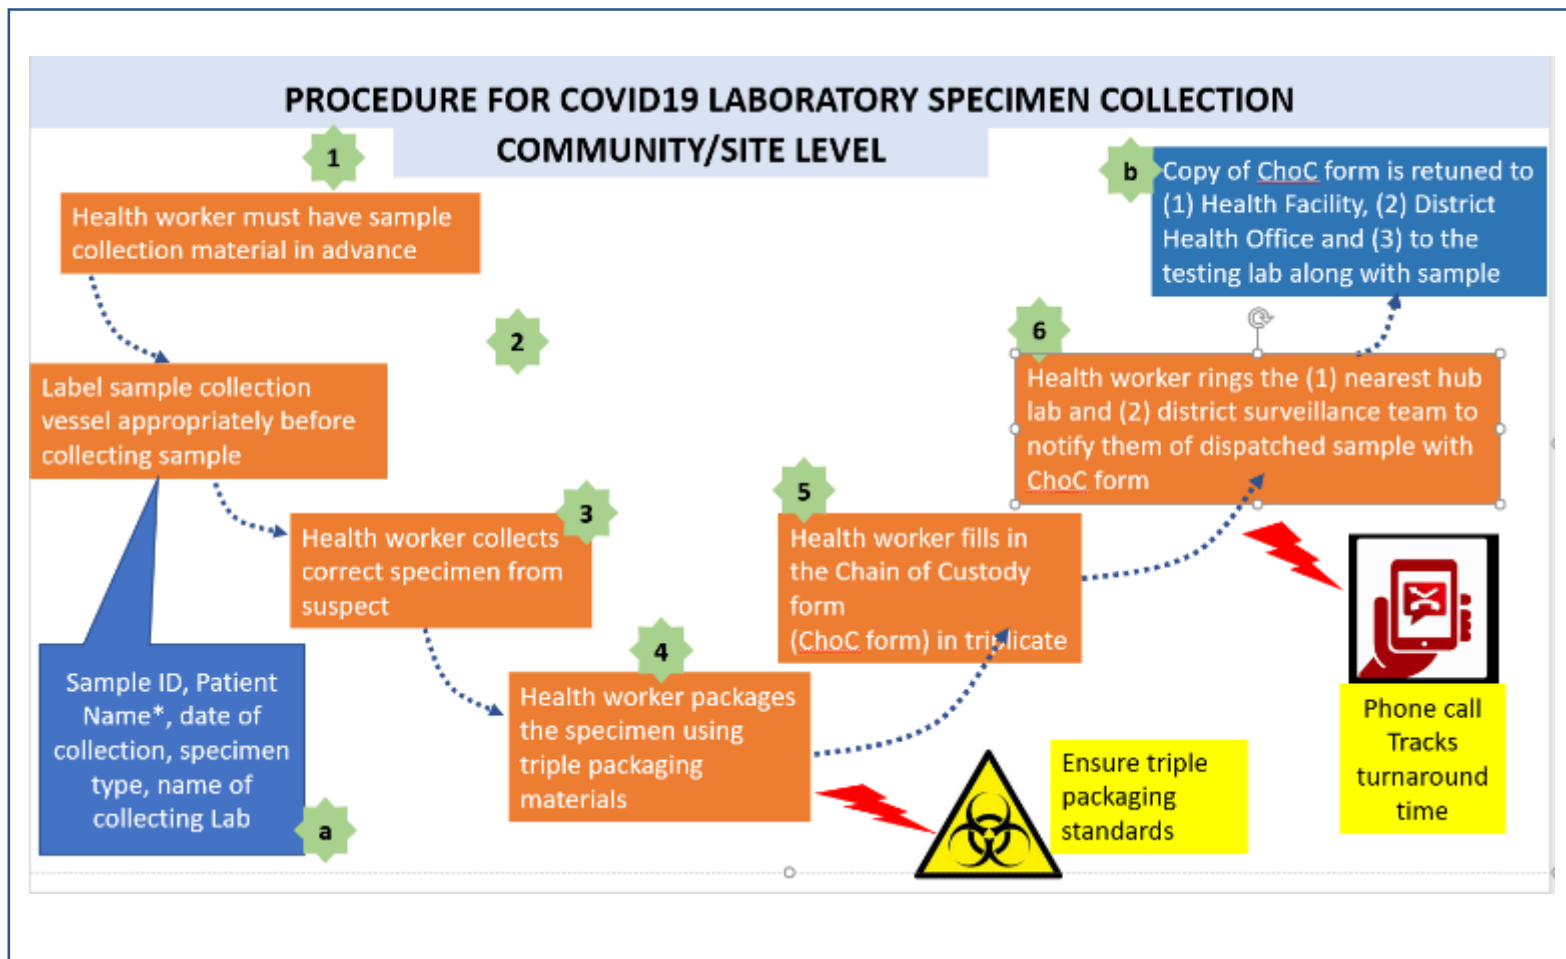 PROCEDURE FOR COVID19 LABORATORY SPECIMEN COLLECTION
COMMUNITY/SITE LEVEL
1
Health worker must have sample
collection material in advance
2
Label sample collection
vessel appropriately before
collecting sample
Sample ID, Patient
Name*, date of
collection, specimen
type, name of
collecting Lab
a
3
Health worker collects
correct specimen from
suspect
4
Health worker packages
the specimen using
triple packaging
materials
Ensure triple
packaging
standards
5
Health worker fills in
the Chain of Custody
form
(ChoC form) in triplicate
6
Health worker rings the (1) nearest hub
lab and (2) district surveillance team to
notify them of dispatched sample with
ChoC form
Phone call
Tracks
turnaround
time
b
Copy of ChoC form is retuned to
(1) Health Facility, (2) District
Health Office and (3) to the
testing lab along with sample